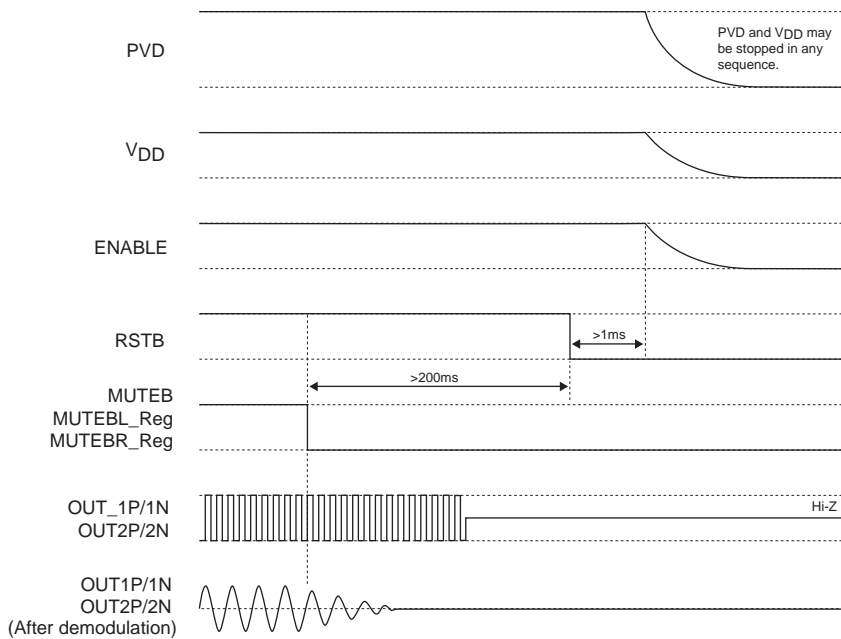 PVD
PVD and VDD may
be stopped in any
sequence.
VDD
ENABLE
RSTB
>1ms
>200ms
MUTEB
MUTEBL_Reg
MUTEBR_Reg
OUT_1P/1N
OUT2P/2N
Hi-Z
OUT1P/1N
OUT2P/2N
(After demodulation)